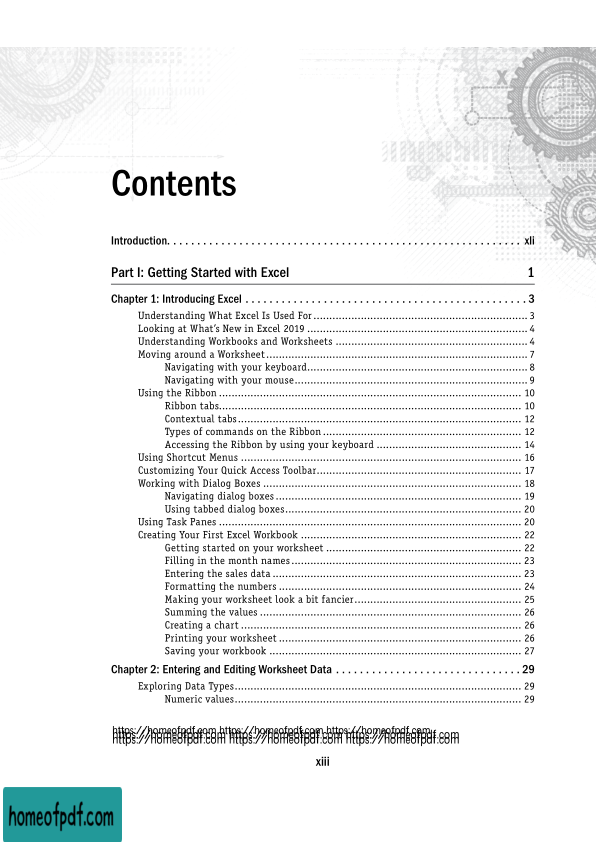 X
Contents
Introduction. . . . . . . . . . . . . . . . . . . . . . . . . . . . . . . . . . . . . . . . . . . . . . . . . . . . . . . . . . . xli
Part I: Getting Started with Excel 1
Chapter 1: Introducing Excel . . . . . . . . . . . . . . . . . . . . . . . . . . . . . . . . . . . . . . . . . . . . . . . 3
Understanding What Excel Is Used For ........................................................................ 3
Looking at What's New in Excel 2019 .......................................................................... 4
Understanding Workbooks and Worksheets ................................................................. 4
Moving around a Worksheet........................................................................................ 7
Navigating with your keyboard.......................................................................... 8
Navigating with your mouse.............................................................................. 9
Using the Ribbon ..................................................................................................... 10
Ribbon tabs..................................................................................................... 10
Contextual tabs ............................................................................................... 12
Types of commands on the Ribbon ................................................................... 12
Accessing the Ribbon by using your keyboard ................................................. 14
Using Shortcut Menus .............................................................................................. 16
Customizing Your Quick Access Toolbar..................................................................... 17
Working with Dialog Boxes ....................................................................................... 18
Navigating dialog boxes ................................................................................... 19
Using tabbed dialog boxes................................................................................ 20
Using Task Panes ..................................................................................................... 20
Creating Your First Excel Workbook .......................................................................... 22
Getting started on your worksheet .................................................................. 22
Filling in the month names .............................................................................. 23
Entering the sales data .................................................................................... 23
Formatting the numbers .................................................................................. 24
Making your worksheet look a bit fancier......................................................... 25
Summing the values ........................................................................................ 26
Creating a chart .............................................................................................. 26
Printing your worksheet .................................................................................. 26
Saving your workbook ..................................................................................... 27
Chapter 2: Entering and Editing Worksheet Data . . . . . . . . . . . . . . . . . . . . . . . . . . . . . . . 29
Exploring Data Types................................................................................................ 29
Numeric values................................................................................................ 29
https://homeofpdf.com https://homeofpdf.com https://homeofpdf.com
https://homeofpdf.com https://homeofpdf.com https://homeofpdf.com
xiii
homeofpdf.com